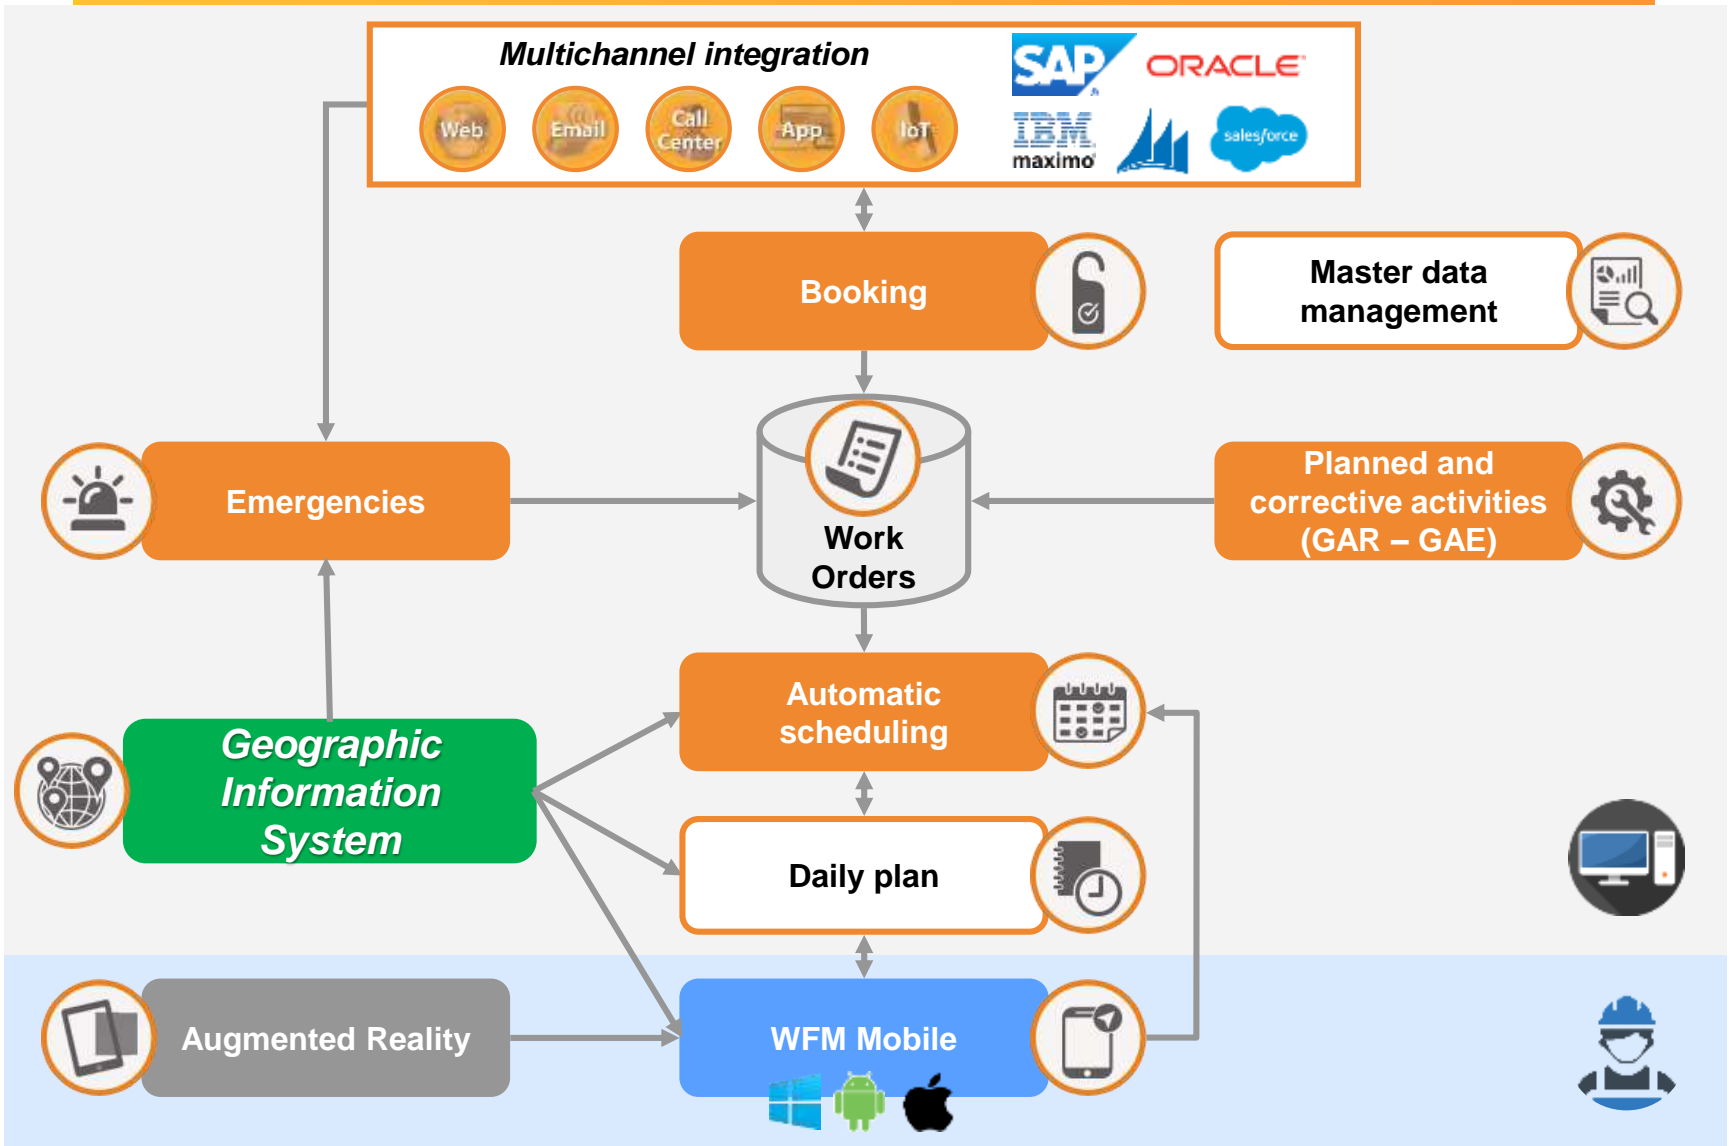 Multichannel integration
SAP
®
ORACLE
Web
Email
Call
Center
App
IoT
IBM
maximo
salesforce
Booking
Master data
management
Emergencies
Work
Orders
Planned and
corrective activities
(GAR – GAE)
Automatic
scheduling
Geographic
Information
System
Daily plan
Augmented Reality
WFM Mobile